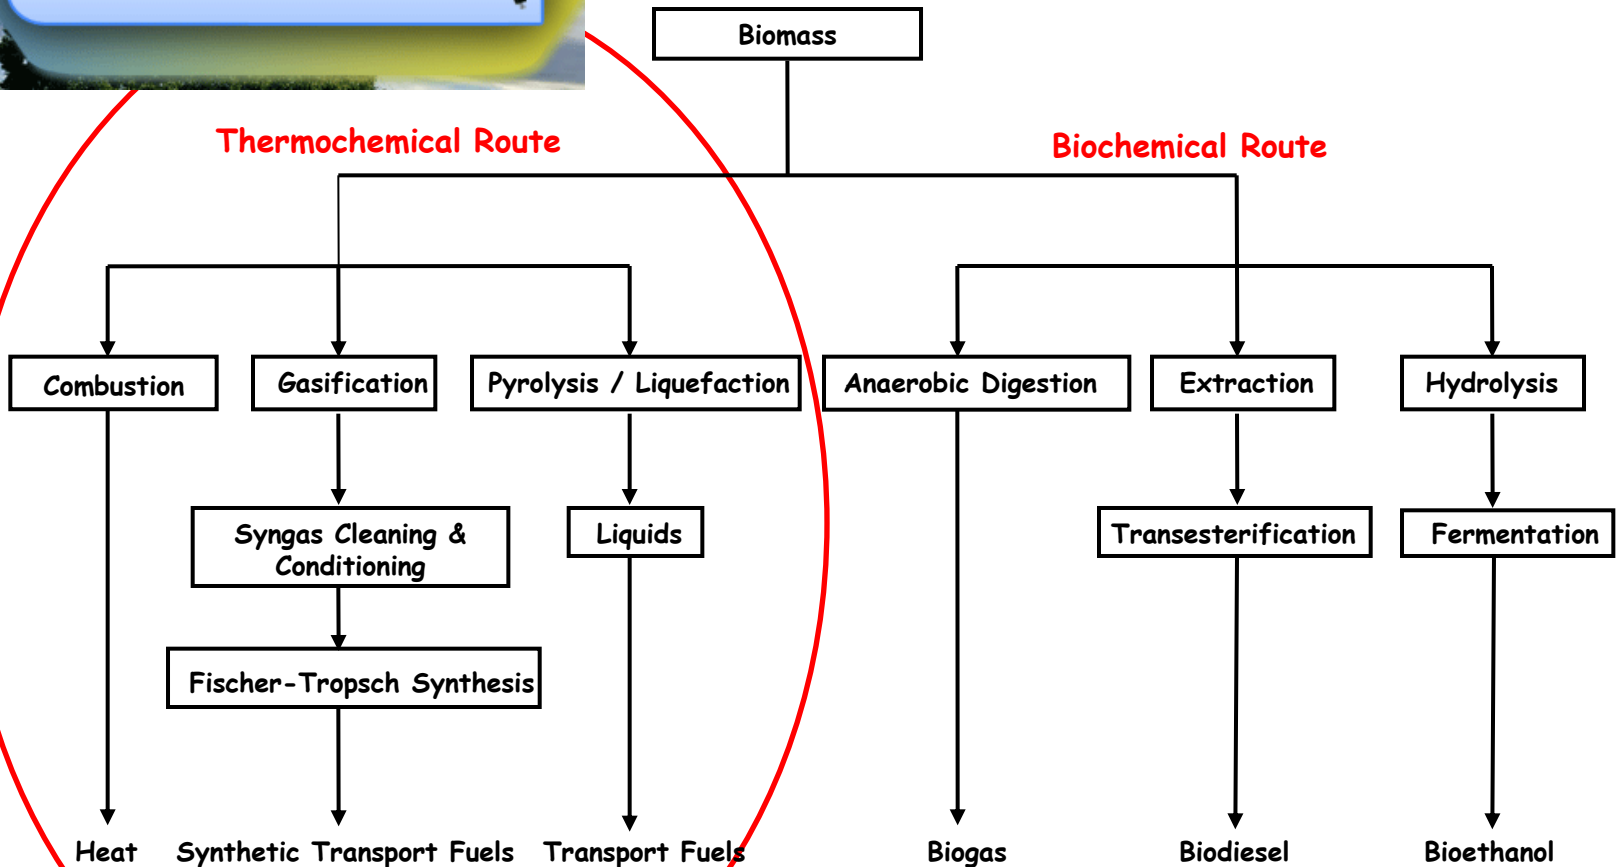 Biomass
Thermochemical Route
Biochemical Route
Combustion
Gasification
Pyrolysis / Liquefaction
Anaerobic Digestion
Extraction
Hydrolysis
Syngas Cleaning &
Conditioning
Liquids
Transesterification
Fermentation
Fischer-Tropsch Synthesis
Heat
Synthetic Transport Fuels
Transport Fuels
Biogas
Biodiesel
Bioethanol